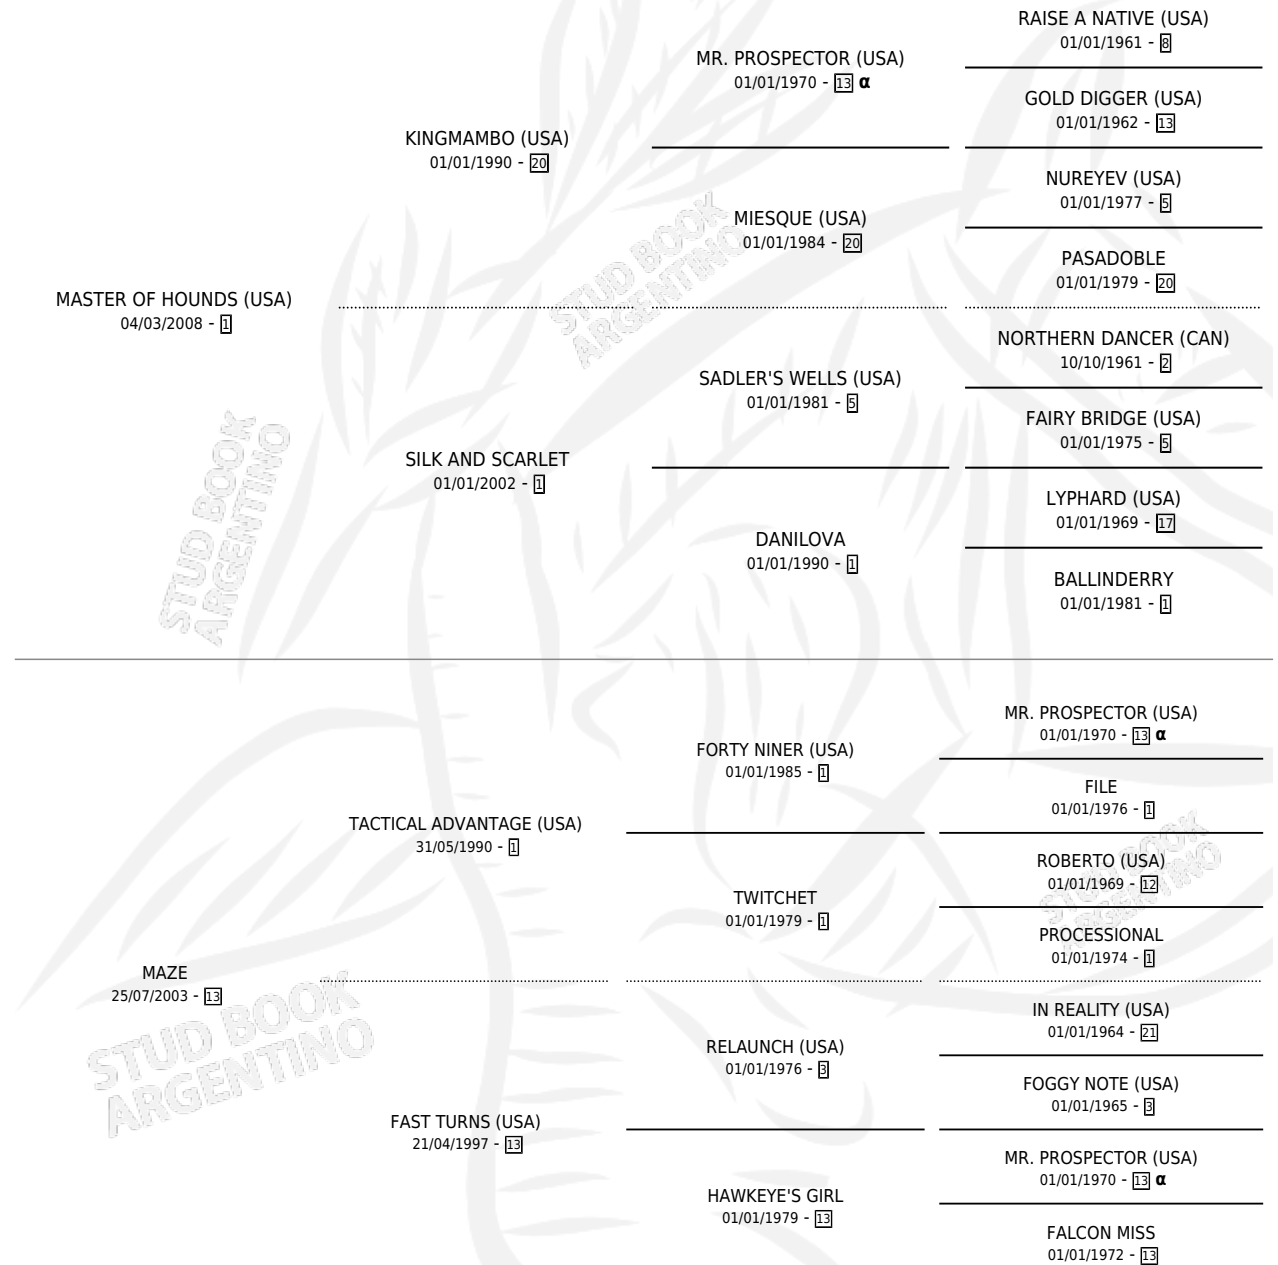 RAISE A NATIVE (USA)
01/01/1961 - 8
MR. PROSPECTOR (USA)
01/01/1970 - 13 α
GOLD DIGGER (USA)
01/01/1962 - 13
KINGMAMBO (USA)
01/01/1990 - 20
NUREYEV (USA)
01/01/1977 - 5
MIESQUE (USA)
01/01/1984 - 20
PASADOBLE
01/01/1979 - 20
MASTER OF HOUNDS (USA)
04/03/2008 - 1
NORTHERN DANCER (CAN)
10/10/1961 - 2
SADLER'S WELLS (USA)
01/01/1981 - 5
FAIRY BRIDGE (USA)
01/01/1975 - 5
SILK AND SCARLET
01/01/2002 - 1
LYPHARD (USA)
01/01/1969 - 17
DANILOVA
01/01/1990 - 1
BALLINDERRY
01/01/1981 - 1
STUD BOOK
ARGENTINO
STUD BOOK
ARGENTINO
MR. PROSPECTOR (USA)
01/01/1970 - 13 α
FORTY NINER (USA)
01/01/1985 - 1
FILE
01/01/1976 - 1
TACTICAL ADVANTAGE (USA)
31/05/1990 - 1
ROBERTO (USA)
01/01/1969 - 12
TWITCHET
01/01/1979 - 1
PROCESSIONAL
01/01/1974 - 1
MAZE
25/07/2003 - 13
IN REALITY (USA)
01/01/1964 - 21
RELAUNCH (USA)
01/01/1976 - 3
FOGGY NOTE (USA)
01/01/1965 - 3
FAST TURNS (USA)
21/04/1997 - 13
MR. PROSPECTOR (USA)
01/01/1970 - 13 α
HAWKEYE'S GIRL
01/01/1979 - 13
FALCON MISS
01/01/1972 - 13
STUD BOOK
ARGENTINO
STUD BOOK
ARGENTINO